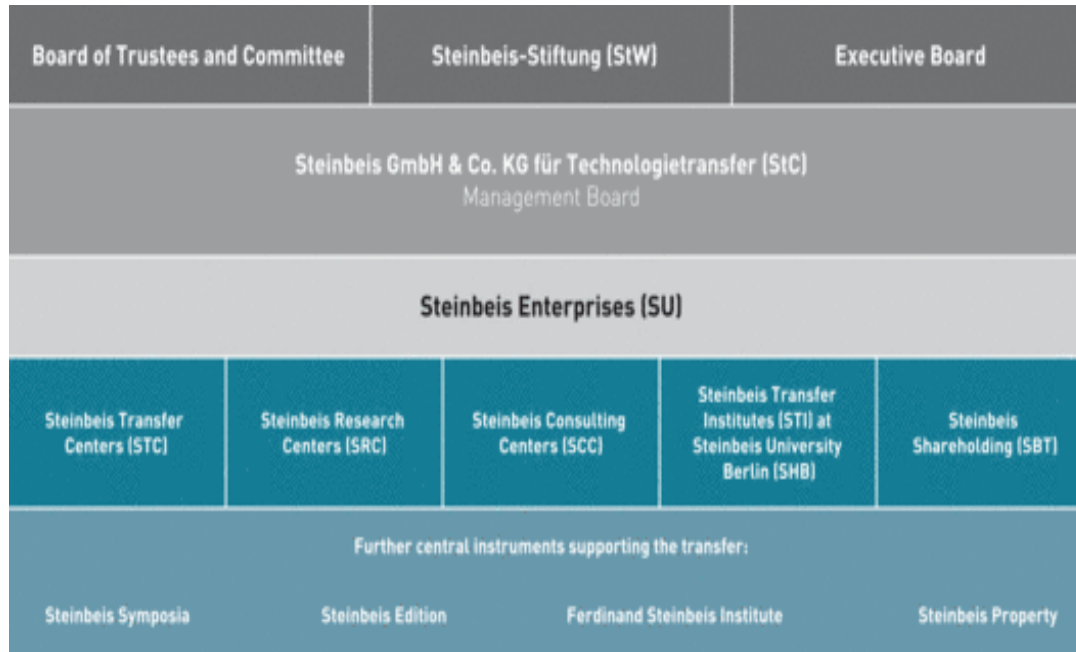 Board of Trustees and Committee
Steinbeis-Stiftung (StW)
Executive Board
Steinbeis GmbH & Co. KG für Technologietransfer (StC)
Management Board
Steinbeis Enterprises (SU)
Steinbeis Transfer
Centers (STC)
Steinbeis Research
Centers (SRC)
Steinbeis Consulting
Centers (SCC)
Steinbeis Transfer
Institutes (STI) at
Steinbeis University
Berlin (SHB)
Steinbeis
Shareholding (SBT)
Further central instruments supporting the transfer:
Steinbeis Symposia
Steinbeis Edition
Ferdinand Steinbeis Institute
Steinbeis Property